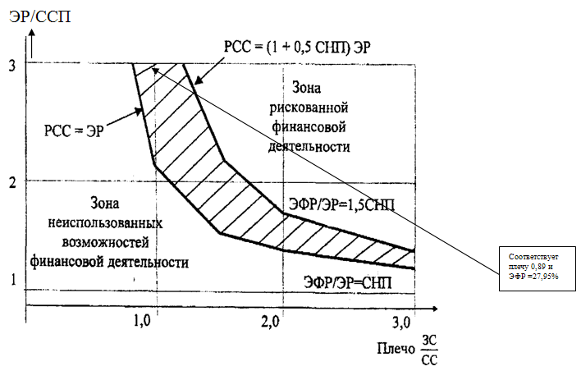 ЭР/ССП
РСС = (1 + 0,5 СНП) ЭР
3
Зона
рискованной
финансовой
деятельности
РСС = ЭР
2
ЭФР/ЭР=1,5СНП
Зона
неиспользованных
возможностей
финансовой деятельности
Соответствует
плечу 0,89 и
ЭФР =27,95%
1
ЭФР/ЭР=СНП
1,0
2,0
3,0
Плечо ЗС
СС